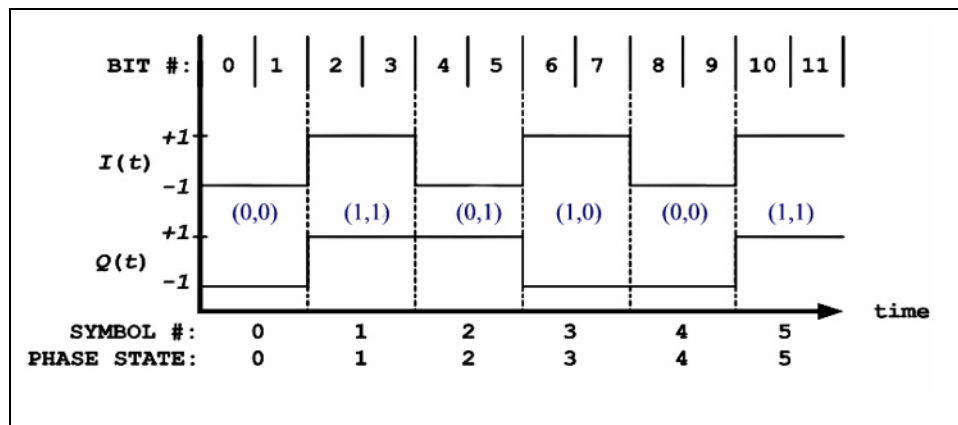 BIT #: 0 1 2 3 4 5 6 7 8 9 10 11
+1
I(t)
-1
(0,0) (1,1) (0,1) (1,0) (0,0) (1,1)
+1
Q(t)
-1
time
SYMBOL #: 0 1 2 3 4 5
PHASE STATE: 0 1 2 3 4 5